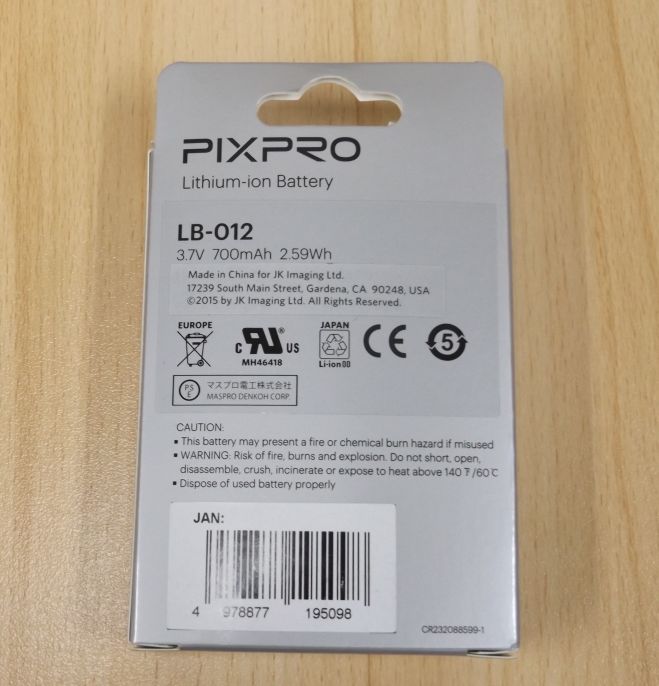 PIXPRO
Lithium-ion Battery
LB-012
3.7V 700mAh 2.59Wh
Made in China for JK Imaging Ltd.
17239 South Main Street, Gardena, CA 90248, USA
©2015 by JK Imaging Ltd. All Rights Reserved.
EUROPE
JAPAN
C RU® US
CE
5
MH46418
Li-ion00
PSE
マスプロ電工株式会社
MASPRO DENKOH CORP.
CAUTION:
▪ This battery may present a fire or chemical burn hazard if misused
▪ WARNING: Risk of fire, burns and explosion. Do not short, open,
disassemble, crush, incinerate or expose to heat above 140℉/60℃
▪ Dispose of used battery properly
JAN:
4 978877 195098
CR232088599-1